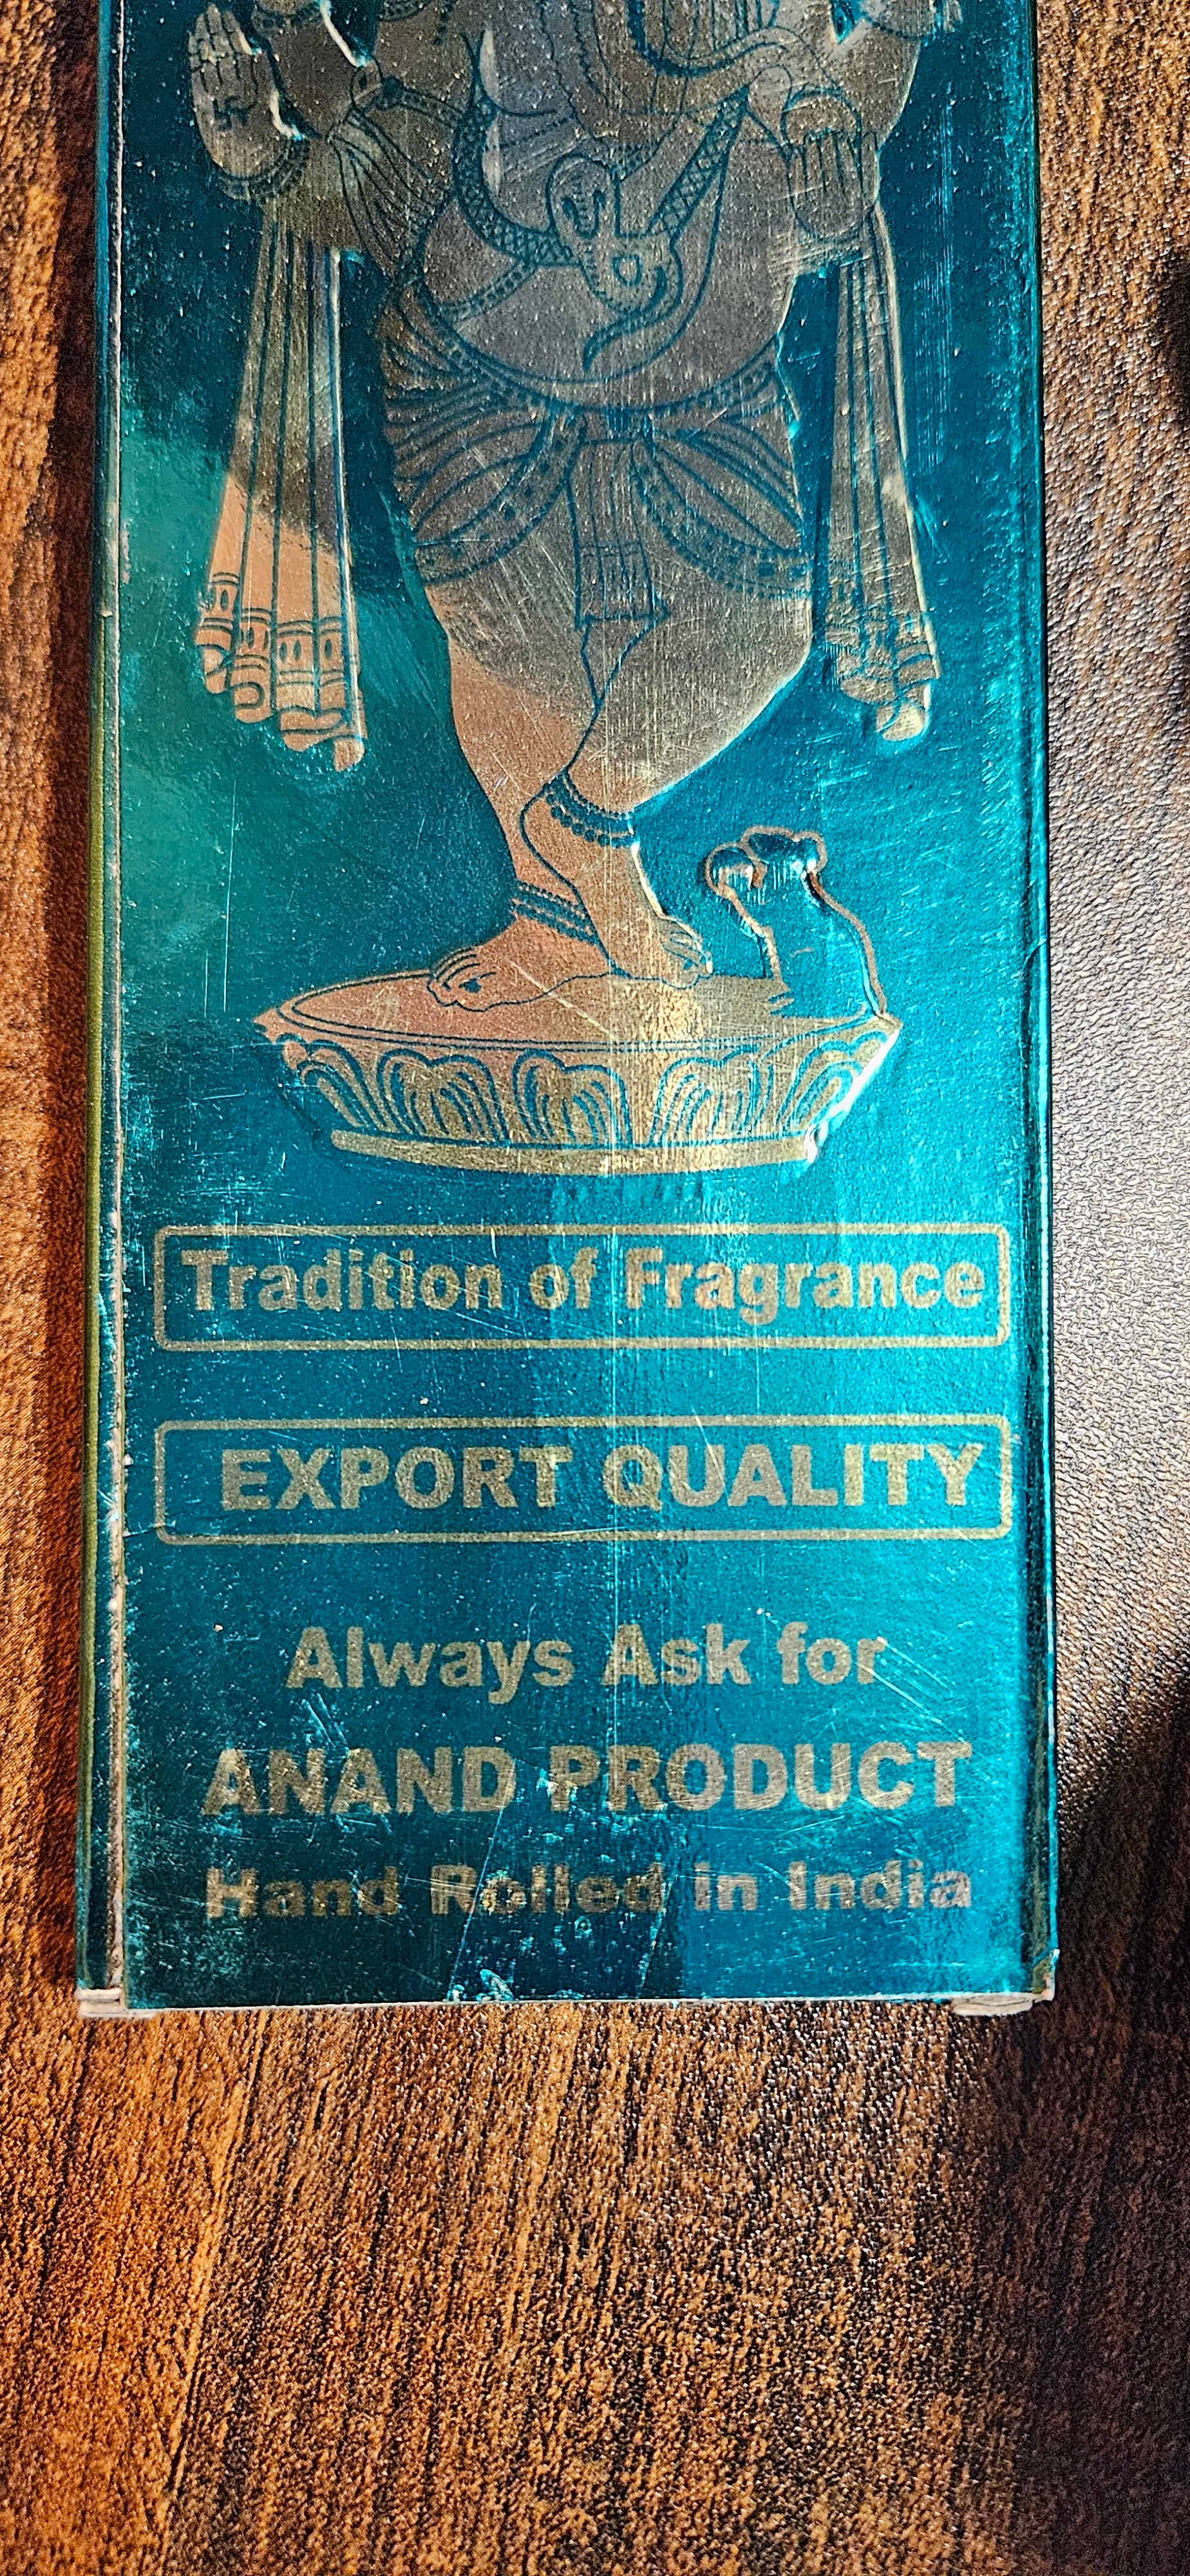 Tradition of Fragrance
EXPORT QUALITY
Always Ask for
ANAND PRODUCT
Hand Rolled in India